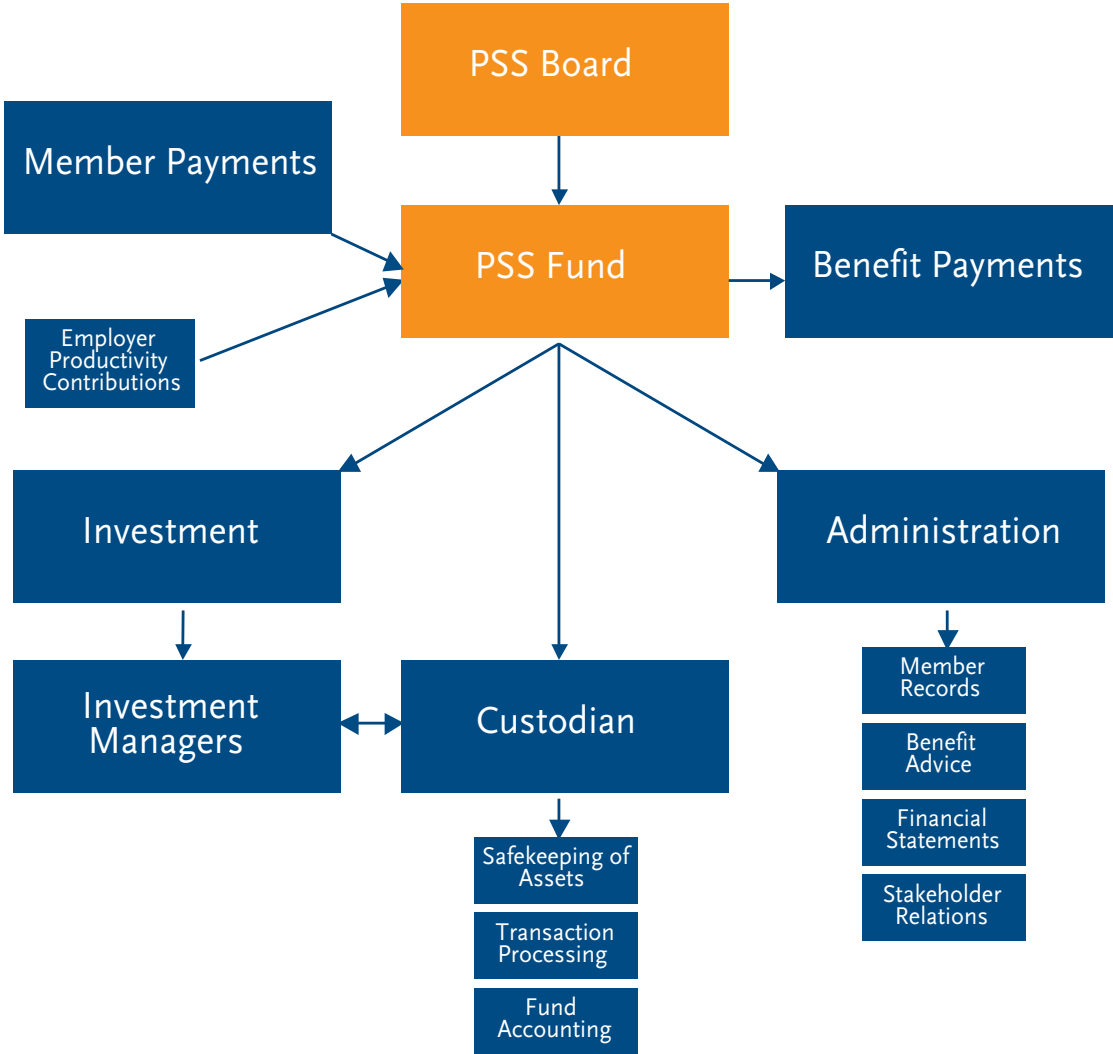 PSS Board
Member Payments
PSS Fund
Benefit Payments
Employer
Productivity
Contributions
Investment
Administration
Investment
Managers
Custodian
Member
Records
Benefit
Advice
Financial
Statements
Stakeholder
Relations
Safekeeping of
Assets
Transaction
Processing
Fund
Accounting